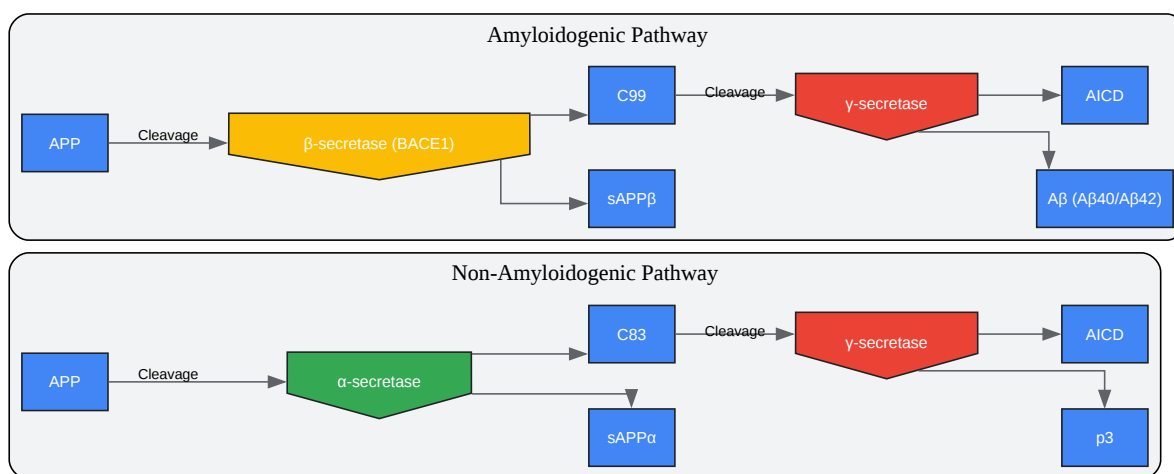 Amyloidogenic Pathway
C99
Cleavage
γ-secretase
AICD
APP
Cleavage
β-secretase (BACE1)
sAPPβ
Aβ (Aβ40/Aβ42)
Non-Amyloidogenic Pathway
C83
Cleavage
γ-secretase
AICD
APP
Cleavage
α-secretase
sAPPα
p3